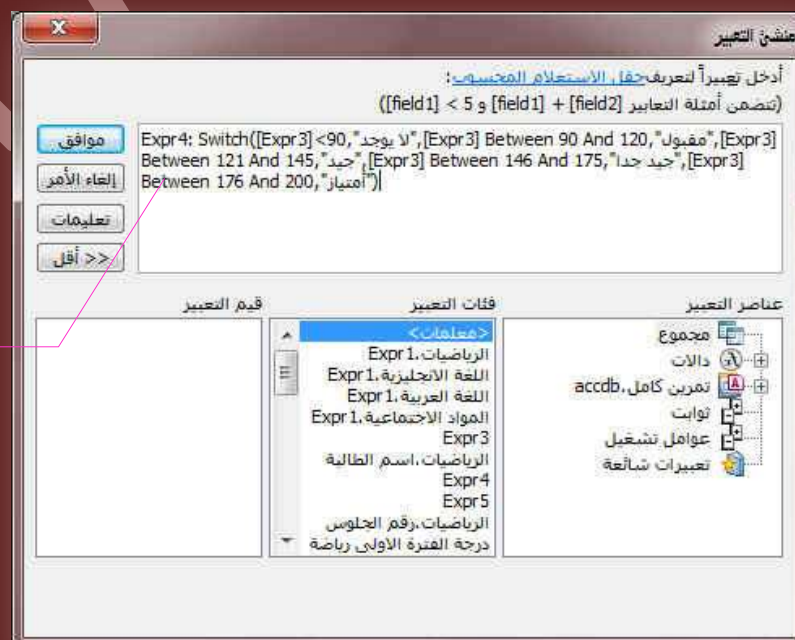 منشئ التعبير
أدخل تعبيراً لتعريف حقل الاستعلام المحسوب:
(تتضمن أمثلة التعابير [field1] + [field2] و 5 > [field1])
Expr4: Switch([Expr3] <90,"لا يوجد",[Expr3] Between 90 And 120,"مقبول",[Expr3]
Between 121 And 145,"جيد",[Expr3] Between 146 And 175,"جيد جدا",[Expr3]
Between 176 And 200,"أمتياز")
موافق
إلغاء الأمر
تعليمات
<< أقل
عناصر التعبير
مجموع
دالات
تمرين كامل.accdb
ثوابت
عوامل تشغيل
تعبيرات شائعة
فئات التعبير
<معلمات>
الرياضيات.Expr1
اللغة الانجليزية.Expr1
اللغة العربية.Expr1
المواد الاجتماعية.Expr1
Expr3
الرياضيات.اسم الطالبة
Expr4
Expr5
الرياضيات.رقم الجلوس
درجة الفترة الاولى رياضة
قيم التعبير